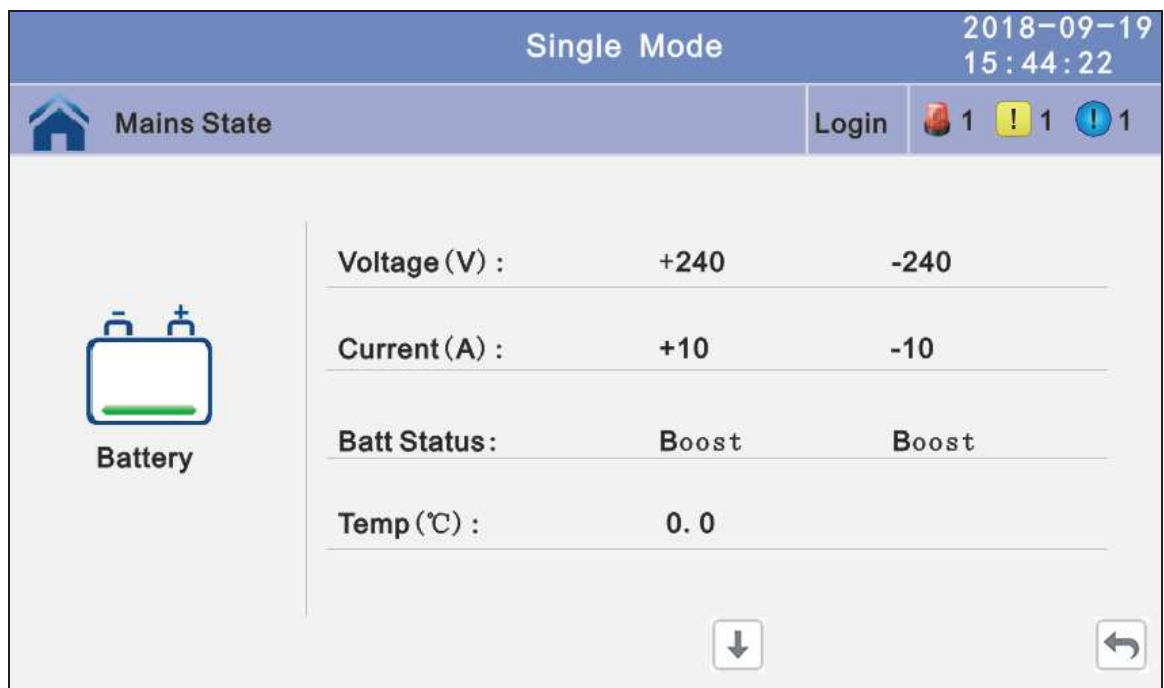 Single Mode
2018-09-19
15:44:22
Mains State
Login
1
!
1
!
1
Voltage(V): +240 -240
Current(A): +10 -10
Batt Status: Boost Boost
Temp(℃): 0.0
- +
Battery